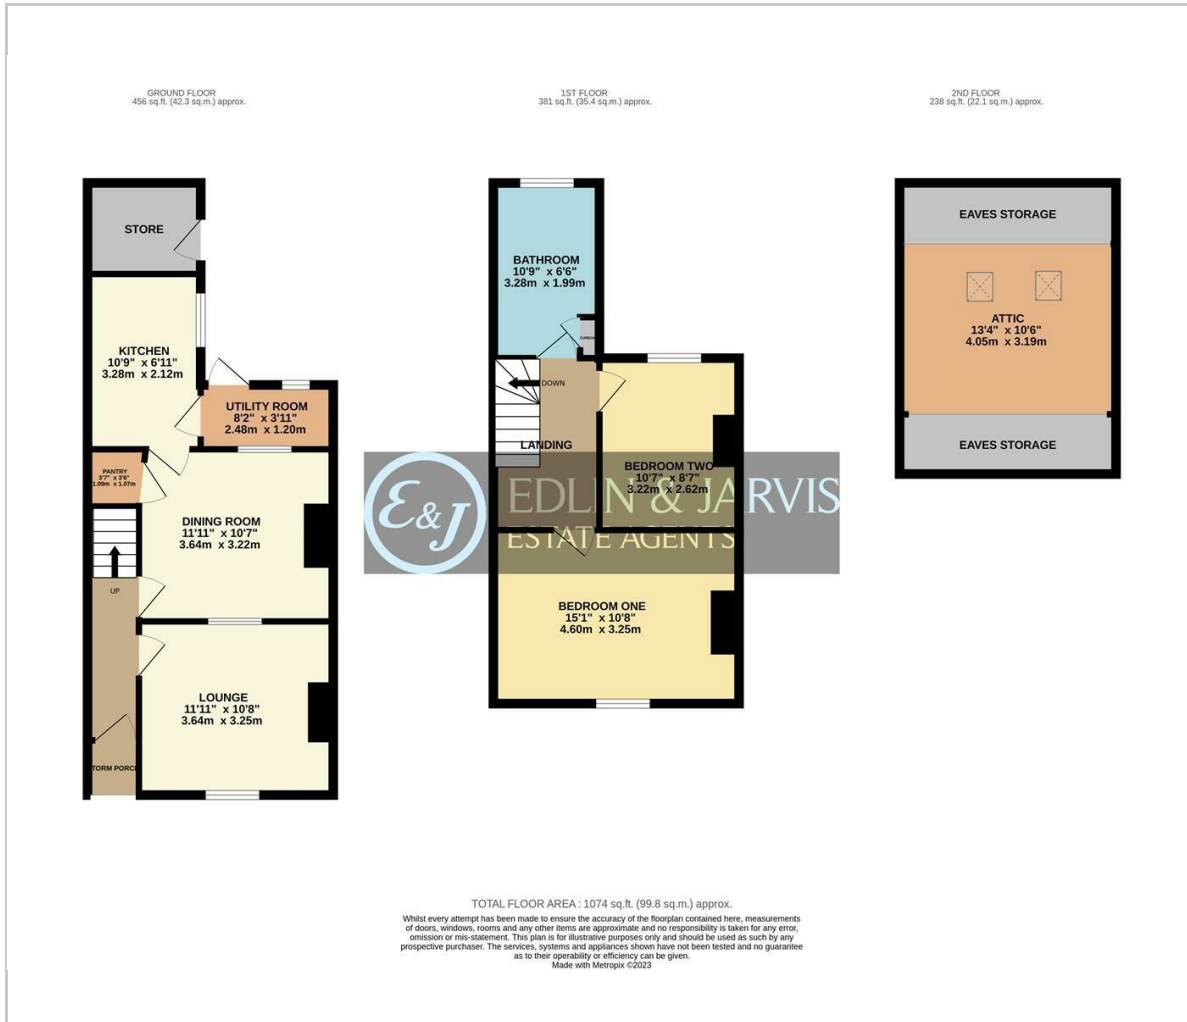 GROUND FLOOR
456 sq.ft. (42.3 sq.m.) approx.
STORE
KITCHEN
10'9" x 6'11"
3.28m x 2.12m
UTILITY ROOM
8'2" x 3'11"
2.48m x 1.20m
PANTRY
3'7" x 3'6"
1.09m x 1.07m
DINING ROOM
11'11" x 10'7"
3.64m x 3.22m
UP
LOUNGE
11'11" x 10'8"
3.64m x 3.25m
TORM PORC
1ST FLOOR
381 sq.ft. (35.4 sq.m.) approx.
BATHROOM
10'9" x 6'6"
3.28m x 1.99m
DOWN
LANDING
BEDROOM TWO
10'7" x 8'7"
3.22m x 2.62m
BEDROOM ONE
15'1" x 10'8"
4.60m x 3.25m
E&J
EDLIN & JARVIS
ESTATE AGENTS
2ND FLOOR
238 sq.ft. (22.1 sq.m.) approx.
EAVES STORAGE
ATTIC
13'4" x 10'6"
4.05m x 3.19m
EAVES STORAGE
TOTAL FLOOR AREA : 1074 sq.ft. (99.8 sq.m.) approx.
Whilst every attempt has been made to ensure the accuracy of the floorplan contained here, measurements
of doors, windows, rooms and any other items are approximate and no responsibility is taken for any error,
omission or mis-statement. This plan is for illustrative purposes only and should be used as such by any
prospective purchaser. The services, systems and appliances shown have not been tested and no guarantee
as to their operability or efficiency can be given.
Made with Metropix ©2023